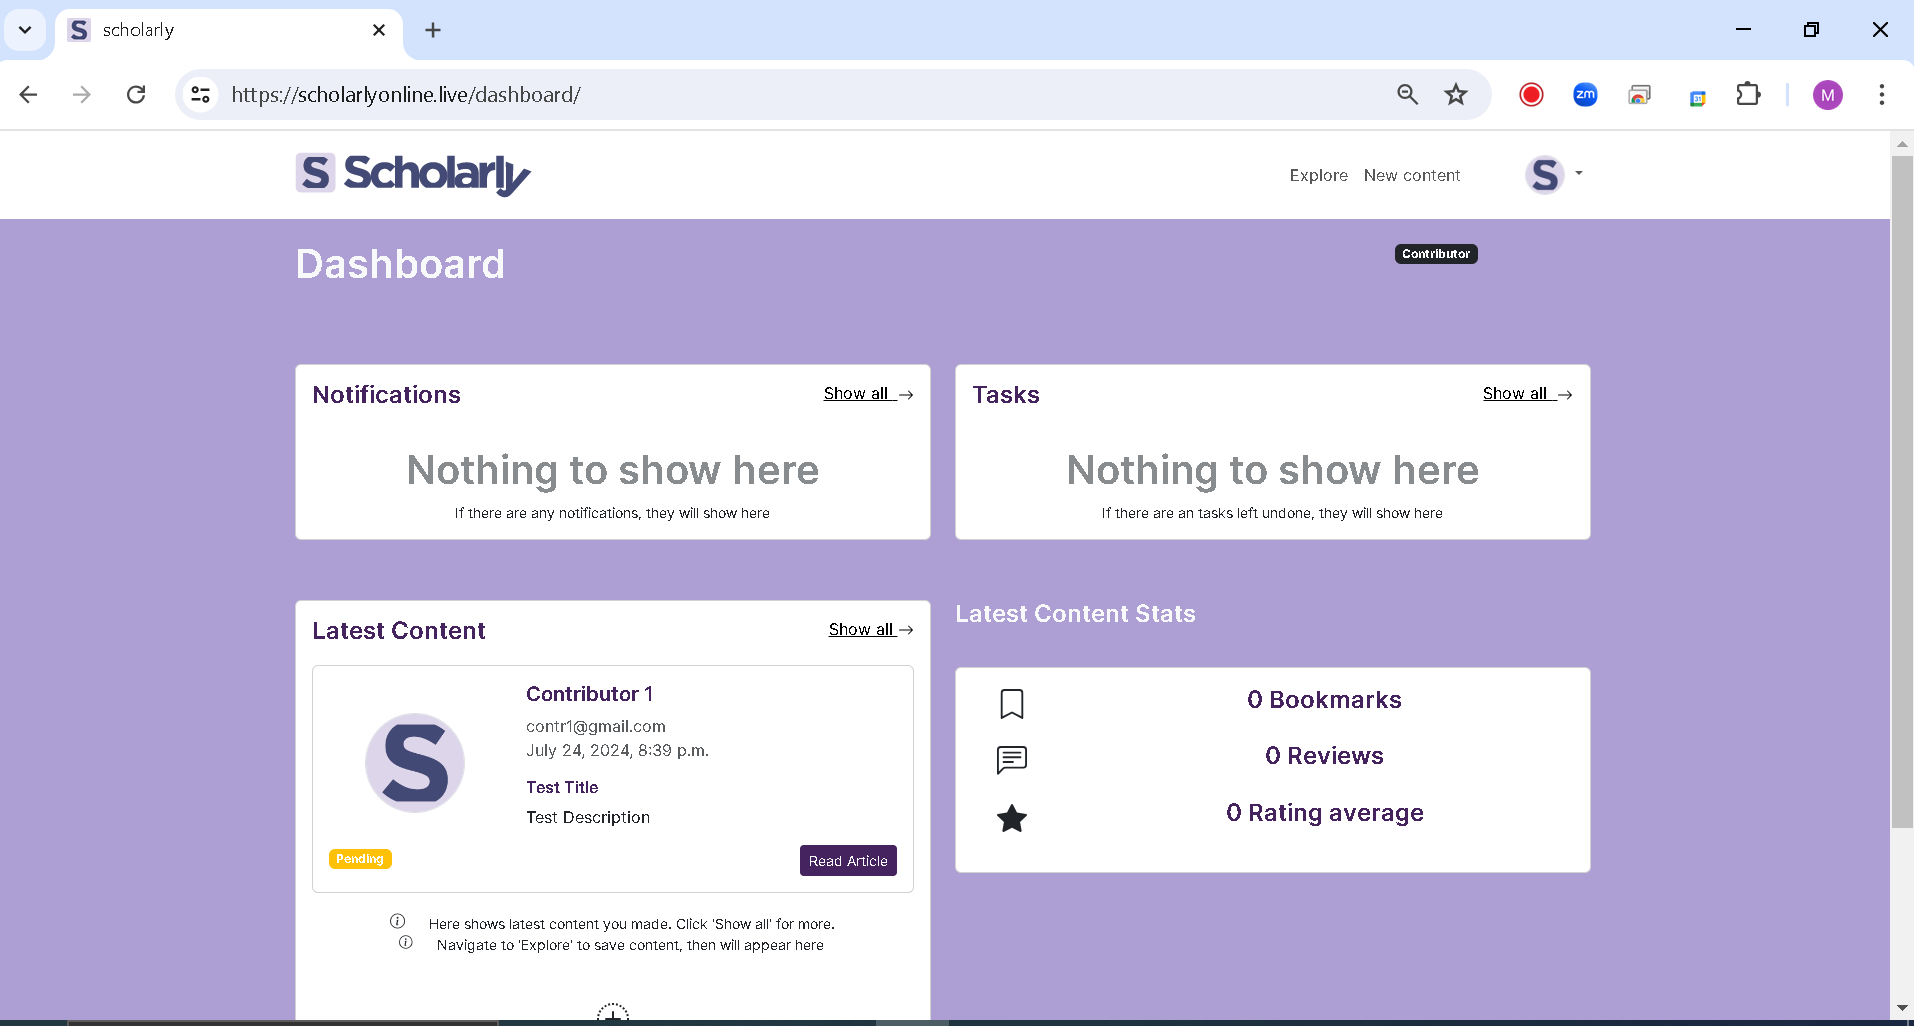 scholarly
https://scholarlyonline.live/dashboard/
zm
31
M
S Scholarly
Explore New content
S
Dashboard
Contributor
Notifications
Show all
Nothing to show here
If there are any notifications, they will show here
Tasks
Show all
Nothing to show here
If there are an tasks left undone, they will show here
Latest Content
Show all
S
Contributor 1
contr1@gmail.com
July 24, 2024, 8:39 p.m.
Test Title
Test Description
Pending
Read Article
Here shows latest content you made. Click 'Show all' for more.
Navigate to 'Explore' to save content, then will appear here
Latest Content Stats
0 Bookmarks
0 Reviews
0 Rating average